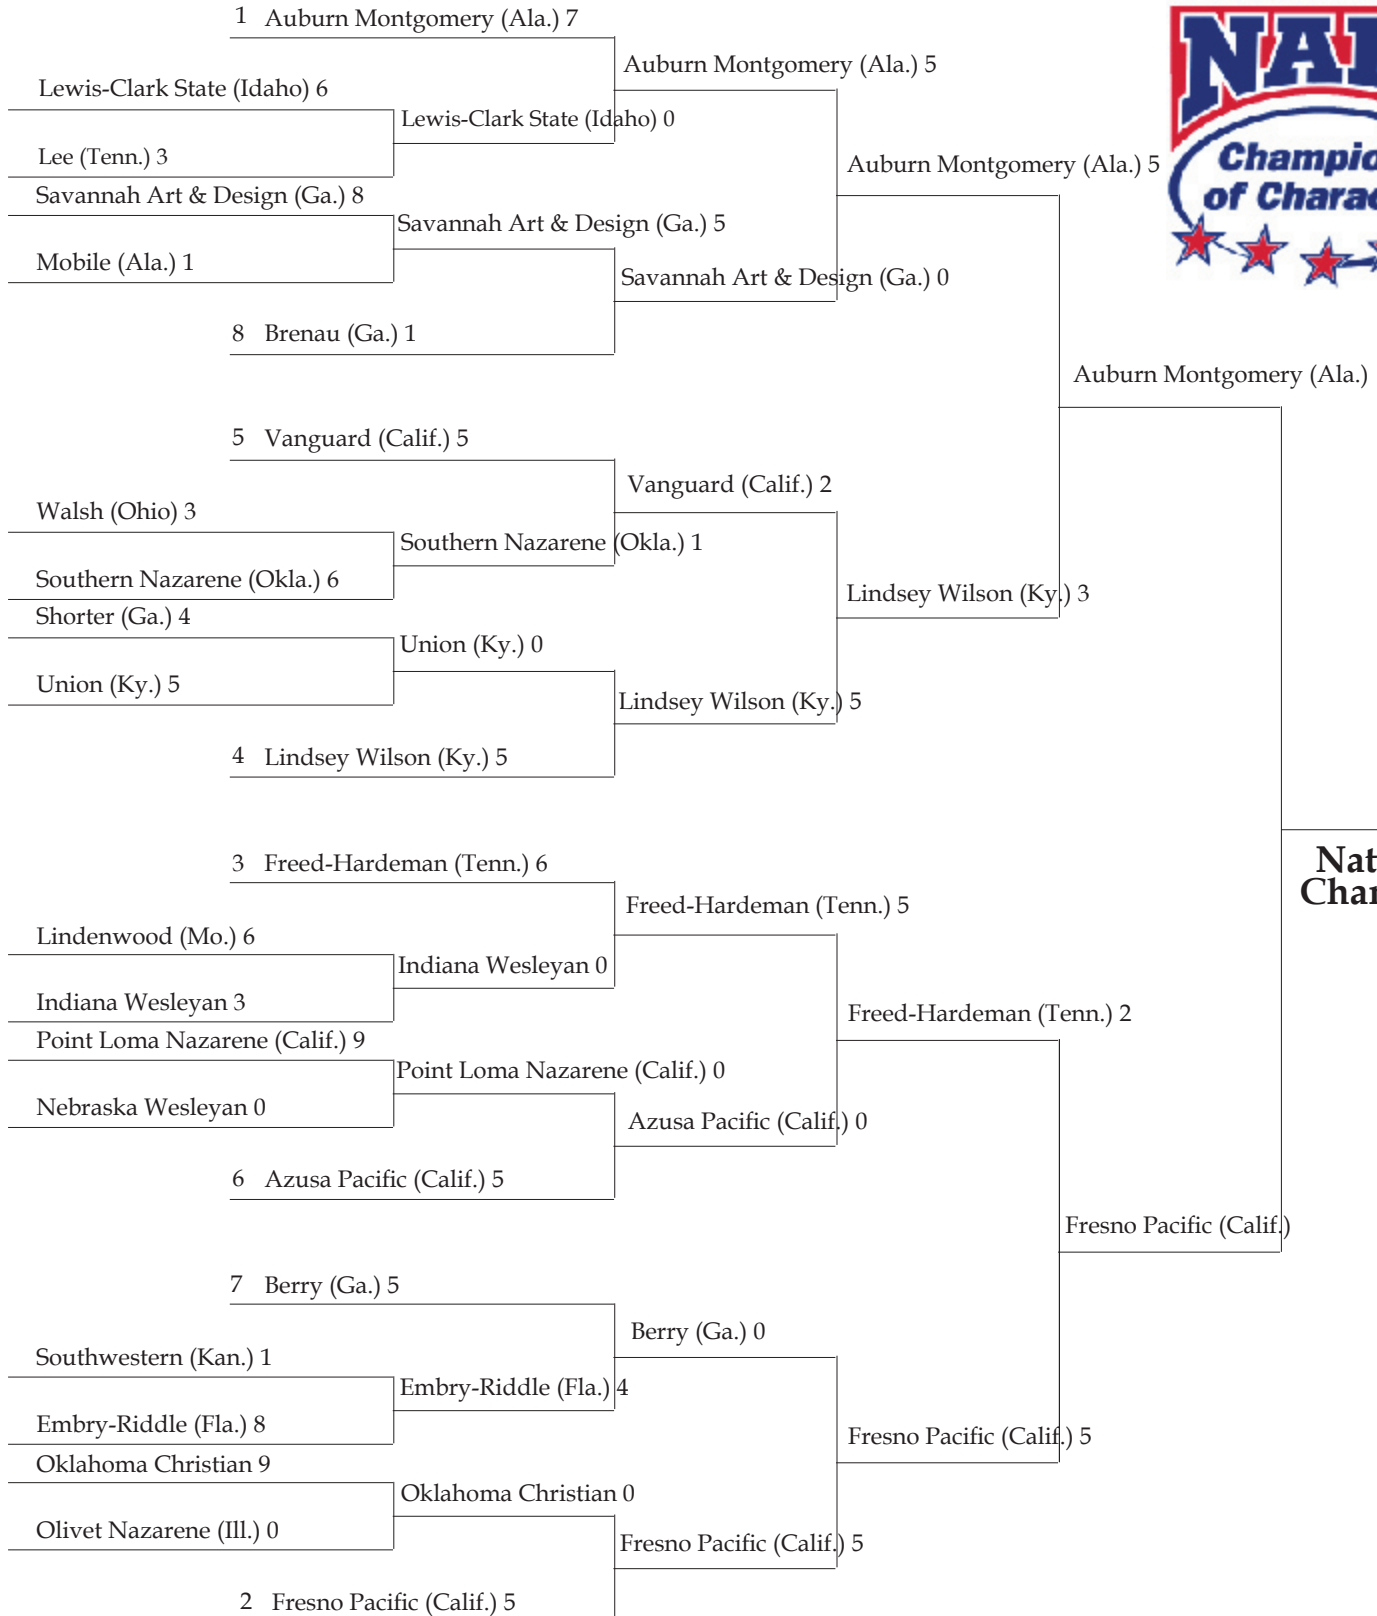 1 Auburn Montgomery (Ala.) 7
Auburn Montgomery (Ala.) 5
Lewis-Clark State (Idaho) 6
Lewis-Clark State (Idaho) 0
Lee (Tenn.) 3
Auburn Montgomery (Ala.) 5
Champio
of Charac
Savannah Art & Design (Ga.) 8
Savannah Art & Design (Ga.) 5
Mobile (Ala.) 1
Savannah Art & Design (Ga.) 0
8 Brenau (Ga.) 1
Auburn Montgomery (Ala.)
5 Vanguard (Calif.) 5
Vanguard (Calif.) 2
Walsh (Ohio) 3
Southern Nazarene (Okla.) 1
Southern Nazarene (Okla.) 6
Lindsey Wilson (Ky.) 3
Shorter (Ga.) 4
Union (Ky.) 0
Union (Ky.) 5
Lindsey Wilson (Ky.) 5
4 Lindsey Wilson (Ky.) 5
3 Freed-Hardeman (Tenn.) 6
Nat
Char
Freed-Hardeman (Tenn.) 5
Lindenwood (Mo.) 6
Indiana Wesleyan 0
Indiana Wesleyan 3
Freed-Hardeman (Tenn.) 2
Point Loma Nazarene (Calif.) 9
Point Loma Nazarene (Calif.) 0
Nebraska Wesleyan 0
Azusa Pacific (Calif.) 0
6 Azusa Pacific (Calif.) 5
Fresno Pacific (Calif.)
7 Berry (Ga.) 5
Berry (Ga.) 0
Southwestern (Kan.) 1
Embry-Riddle (Fla.) 4
Embry-Riddle (Fla.) 8
Fresno Pacific (Calif.) 5
Oklahoma Christian 9
Oklahoma Christian 0
Olivet Nazarene (Ill.) 0
Fresno Pacific (Calif.) 5
2 Fresno Pacific (Calif.) 5